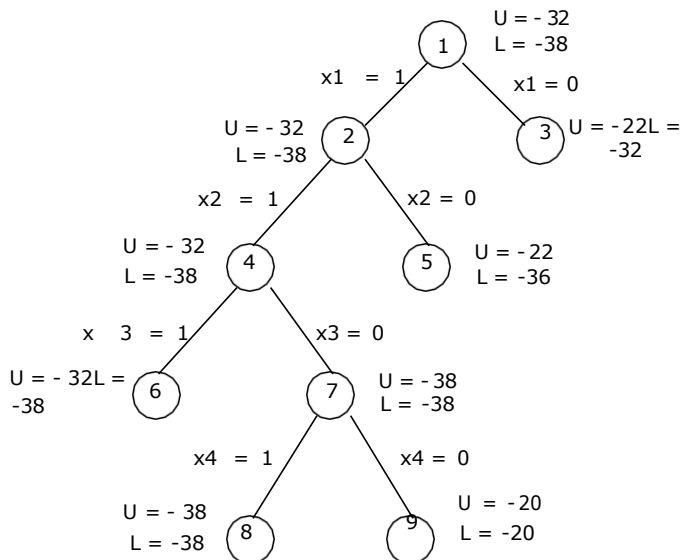 U = - 32
1
L = -38
x1 = 1
x1 = 0
U = - 32
2
L = -38
3
U = -22L =
-32
x2 = 1
x2 = 0
U = - 32
4
L = -38
5
U = -22
L = -36
x 3 = 1
x3 = 0
U = - 32L =
-38
6
7
U = -38
L = -38
x4 = 1
x4 = 0
U = - 38
8
L = -38
9
U = -20
L = -20